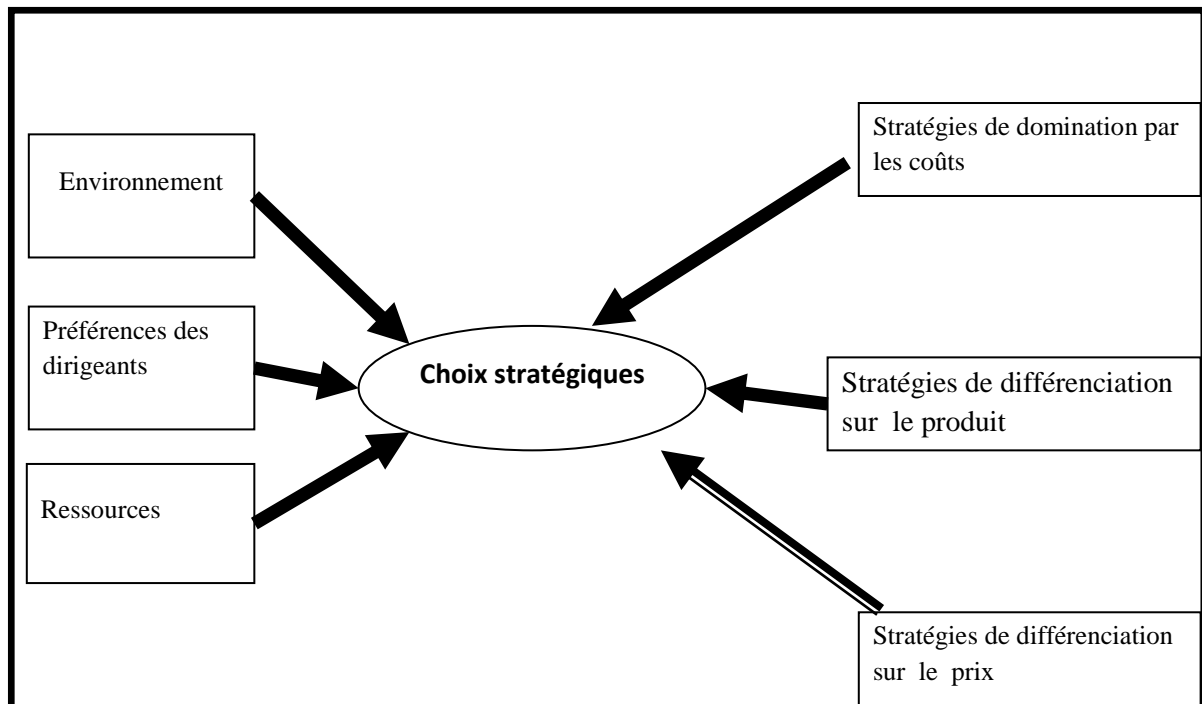 Environnement
Préférences des
dirigeants
Ressources
Choix stratégiques
Stratégies de domination par
les coûts
Stratégies de différenciation
sur le produit
Stratégies de différenciation
sur le prix